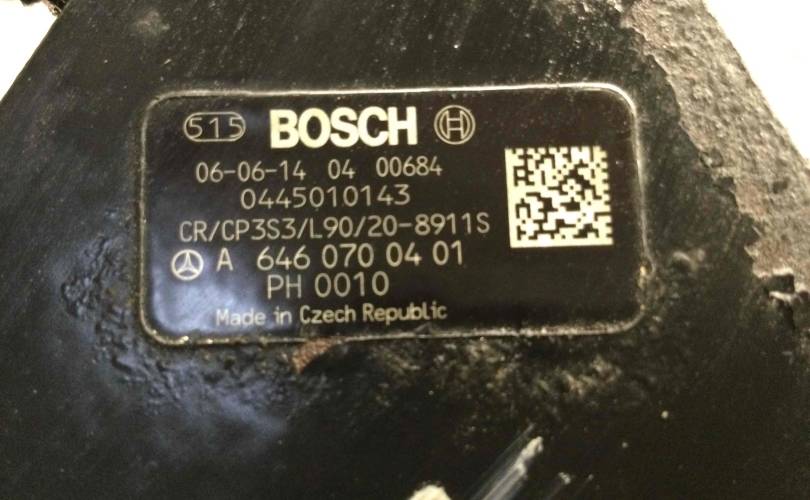 515 BOSCH
06-06-14 04 00684
0445010143
CR/CP3S3/L90/20-8911S
A 646 070 04 01
PH 0010
Made in Czech Republic